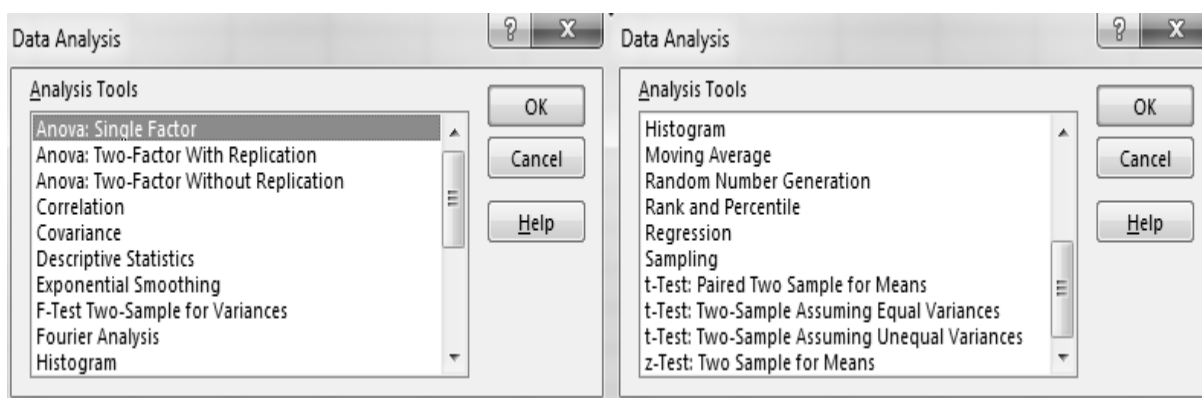 Data Analysis
? X
Analysis Tools
Anova: Single Factor
Anova: Two-Factor With Replication
Anova: Two-Factor Without Replication
Correlation
Covariance
Descriptive Statistics
Exponential Smoothing
F-Test Two-Sample for Variances
Fourier Analysis
Histogram
OK
Cancel
Help
Data Analysis
? X
Analysis Tools
Histogram
Moving Average
Random Number Generation
Rank and Percentile
Regression
Sampling
t-Test: Paired Two Sample for Means
t-Test: Two-Sample Assuming Equal Variances
t-Test: Two-Sample Assuming Unequal Variances
z-Test: Two Sample for Means
OK
Cancel
Help